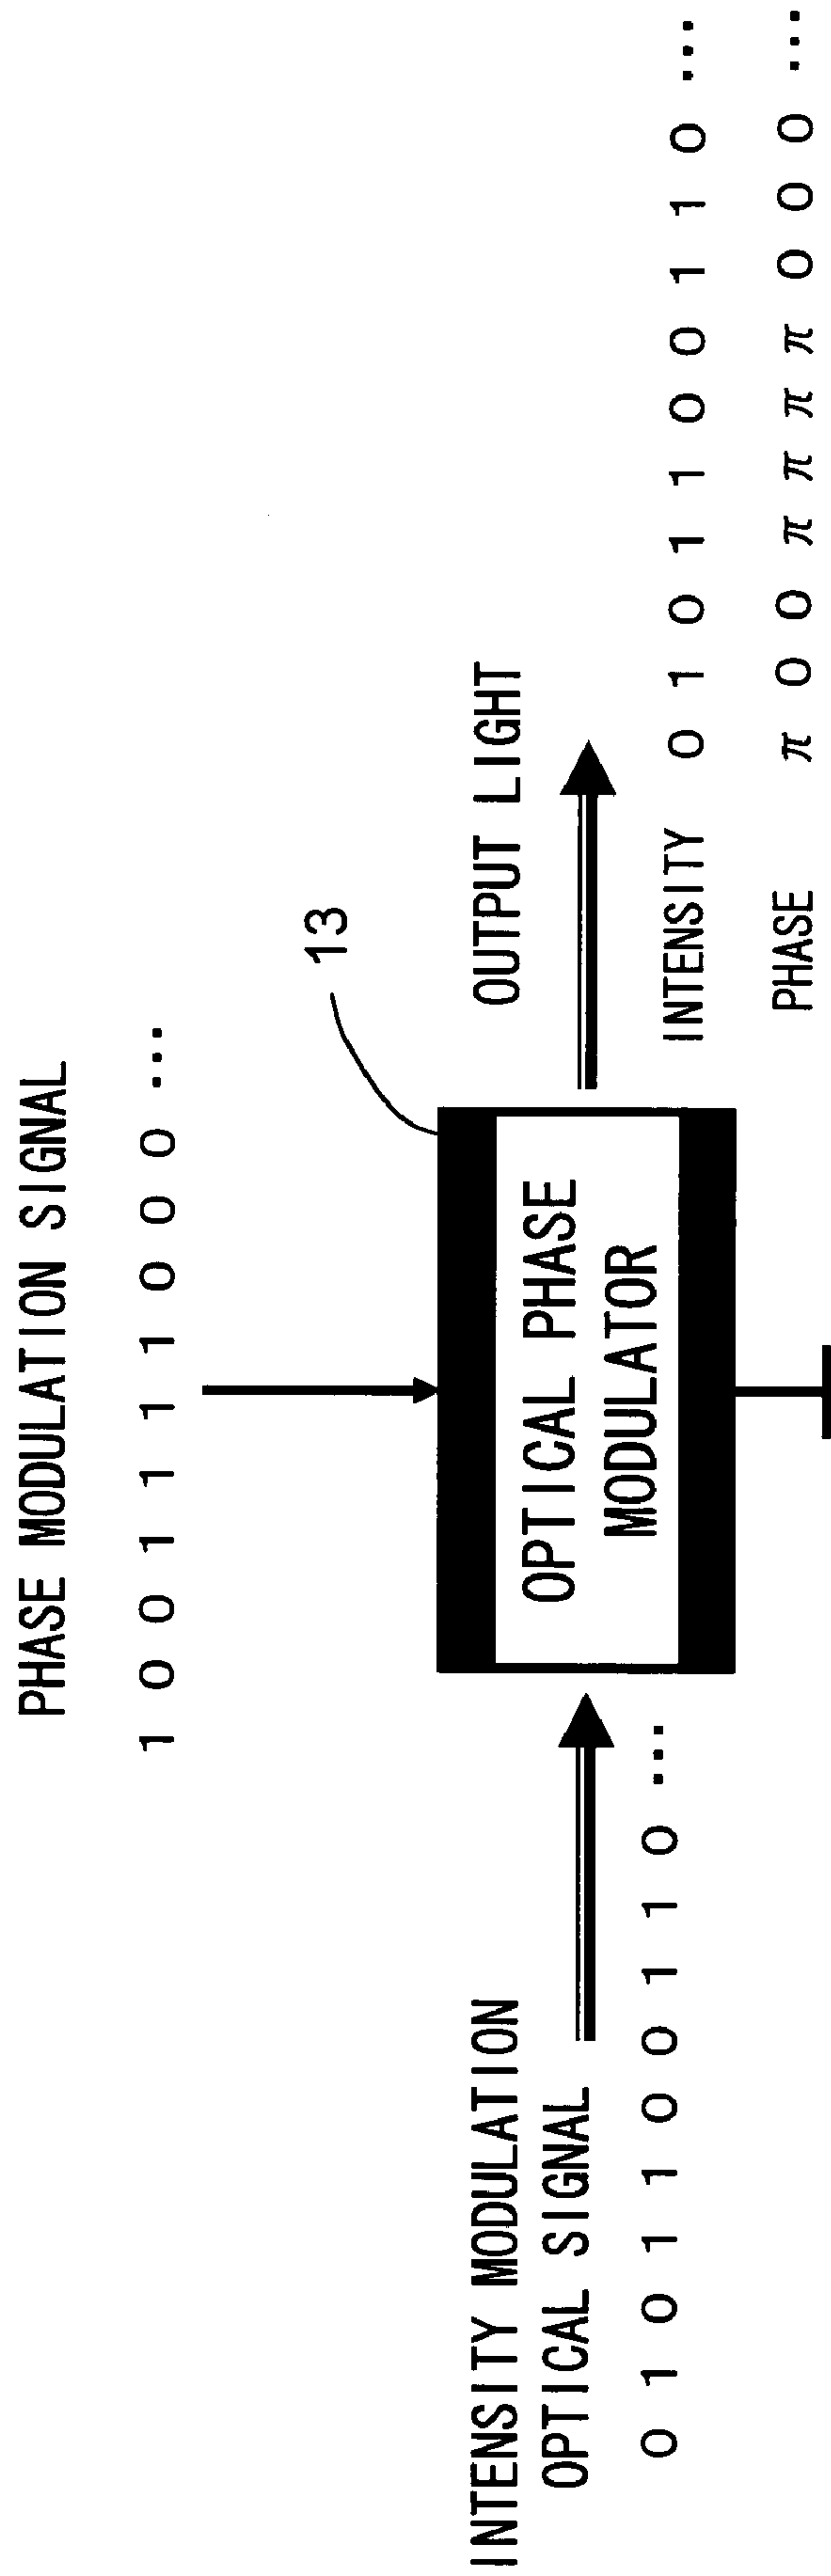 PHASE MODULATION SIGNAL
1 0 0 1 1 1 1 0 0 0 ...
13
INTENSITY MODULATION
OPTICAL SIGNAL
0 1 0 1 1 0 0 1 1 0 ...
OPTICAL PHASE
MODULATOR
OUTPUT LIGHT
INTENSITY 0 1 0 1 1 0 0 1 1 0 ...
PHASE π 0 0 π π π π 0 0 0 ...